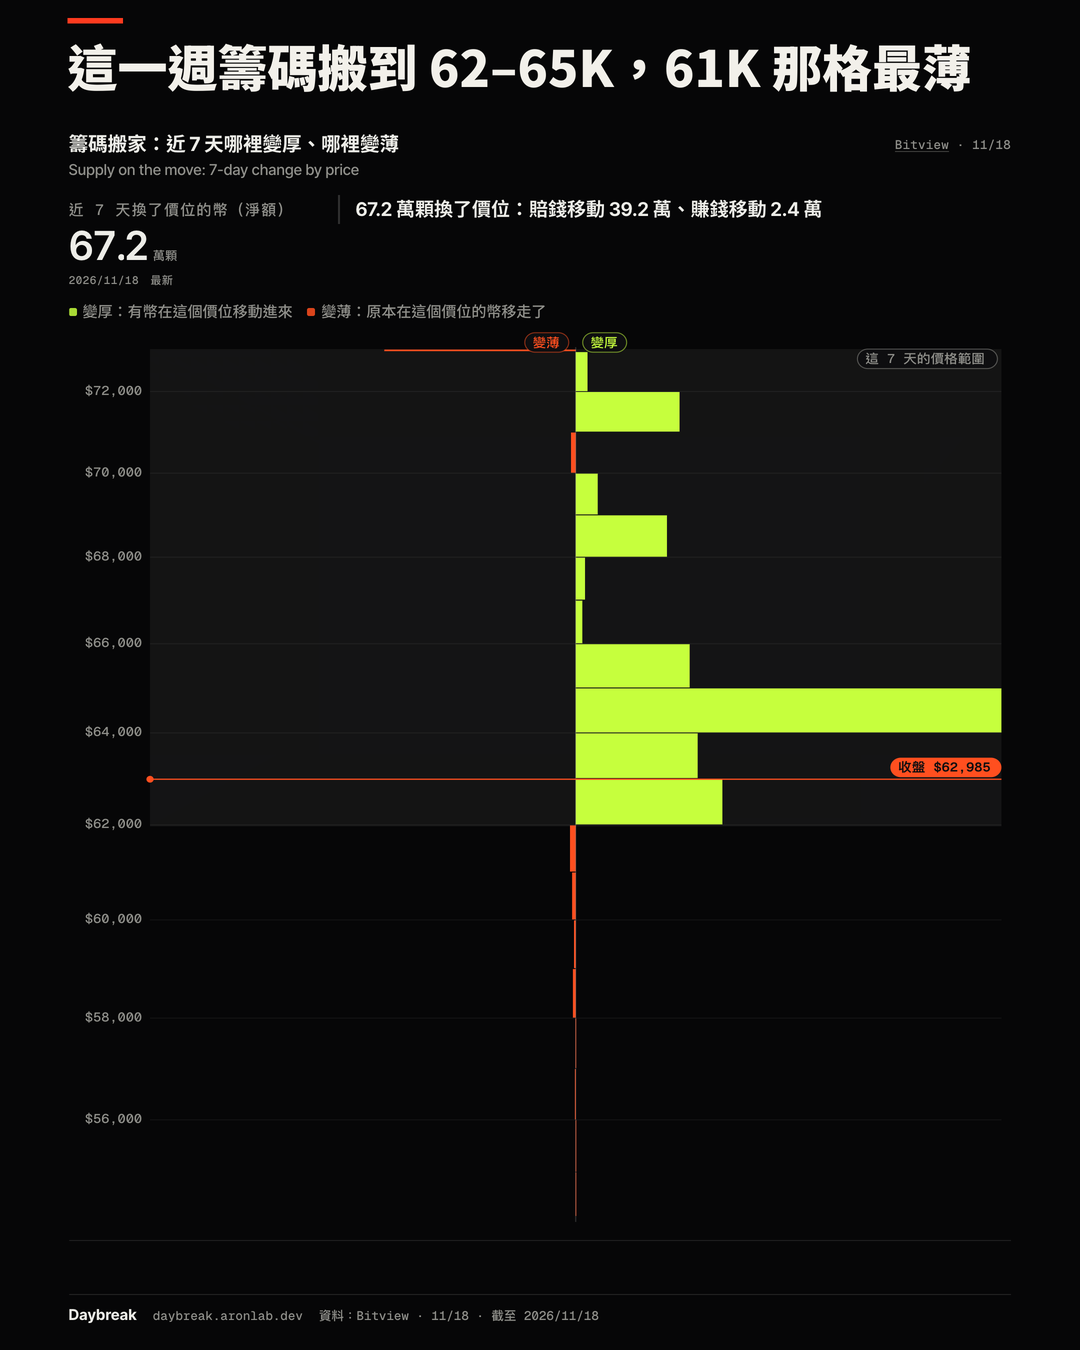 這一週籌碼搬到 62–65K，61K 那格最薄
籌碼搬家：近 7 天哪裡變厚、哪裡變薄
Bitview · 11/18
Supply on the move: 7-day change by price
近 7 天換了價位的幣（淨額）
67.2 萬顆換了價位：賠錢移動 39.2 萬、賺錢移動 2.4 萬
67.2 萬顆
2026/11/18 最新
變厚：有幣在這個價位移動進來
變薄：原本在這個價位的幣移走了
變薄
變厚
這 7 天的價格範圍
$72,000
$70,000
$68,000
$66,000
$64,000
收盤 $62,985
$62,000
$60,000
$58,000
$56,000
Daybreak daybreak.aronlab.dev 資料：Bitview · 11/18 · 截至 2026/11/18